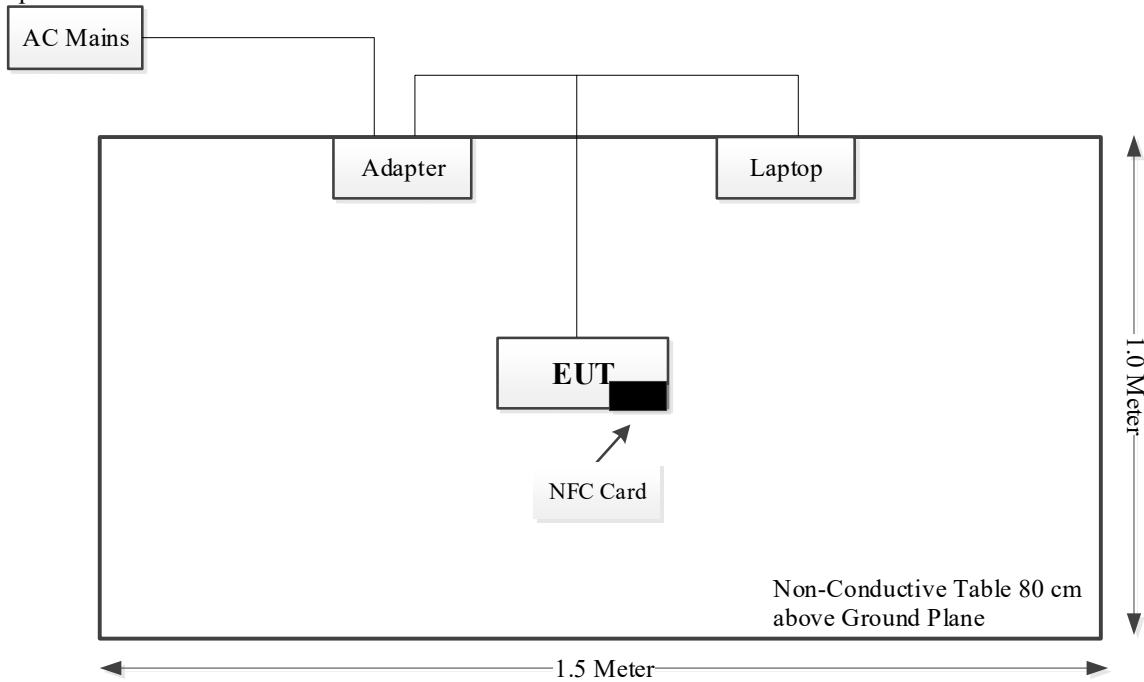 AC Mains
Adapter
Laptop
EUT
NFC Card
1.0 Meter
Non-Conductive Table 80 cm
above Ground Plane
1.5 Meter